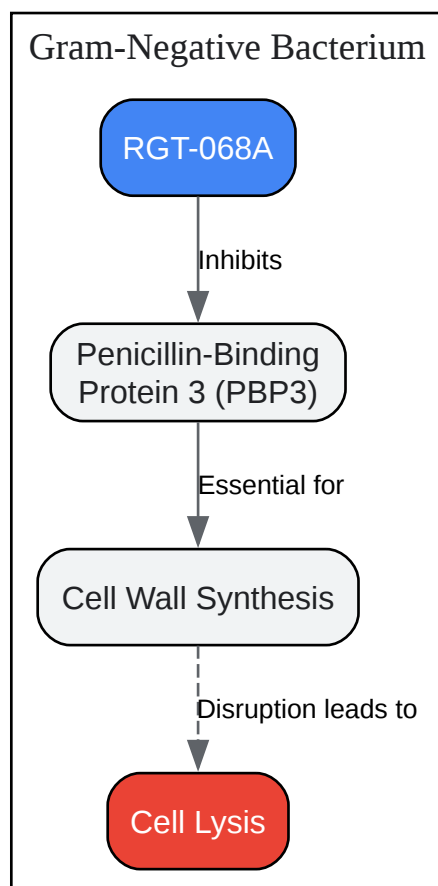 Gram-Negative Bacterium
RGT-068A
Inhibits
Penicillin-Binding
Protein 3 (PBP3)
Essential for
Cell Wall Synthesis
Disruption leads to
Cell Lysis